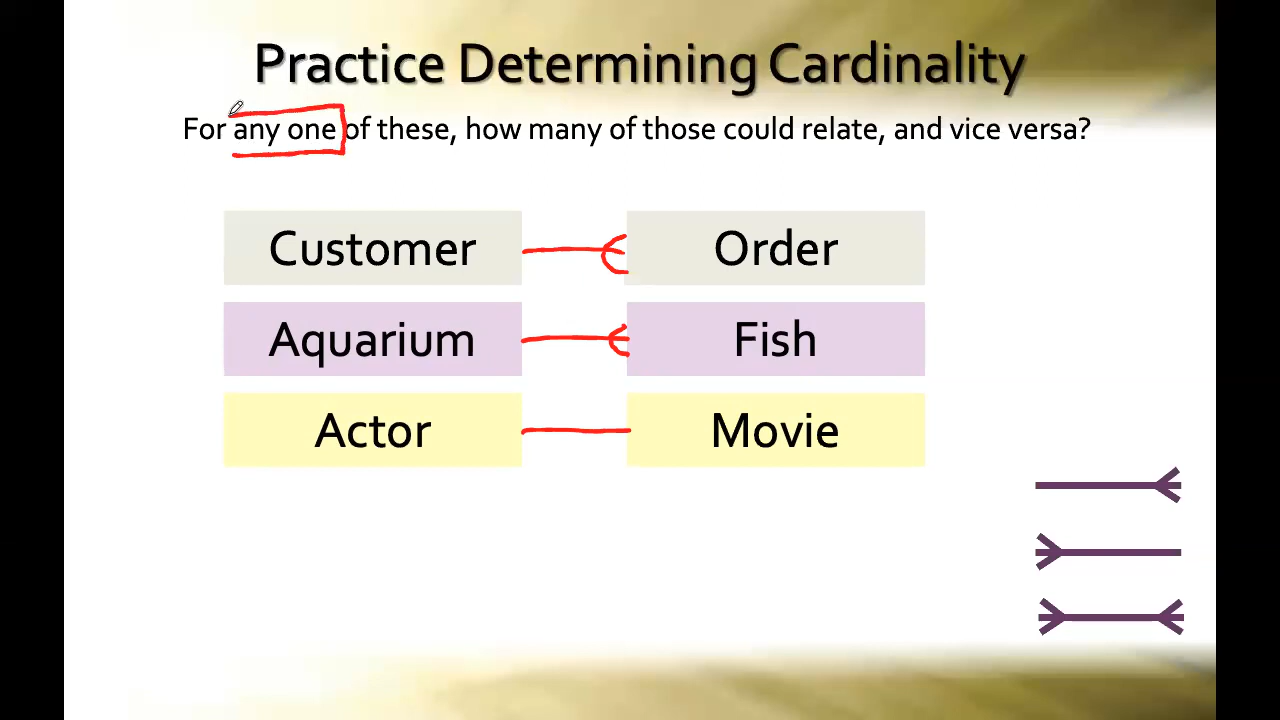 Practice Determining Cardinality
For any one of these, how many of those could relate, and vice versa?
Customer Order
Aquarium Fish
Actor Movie